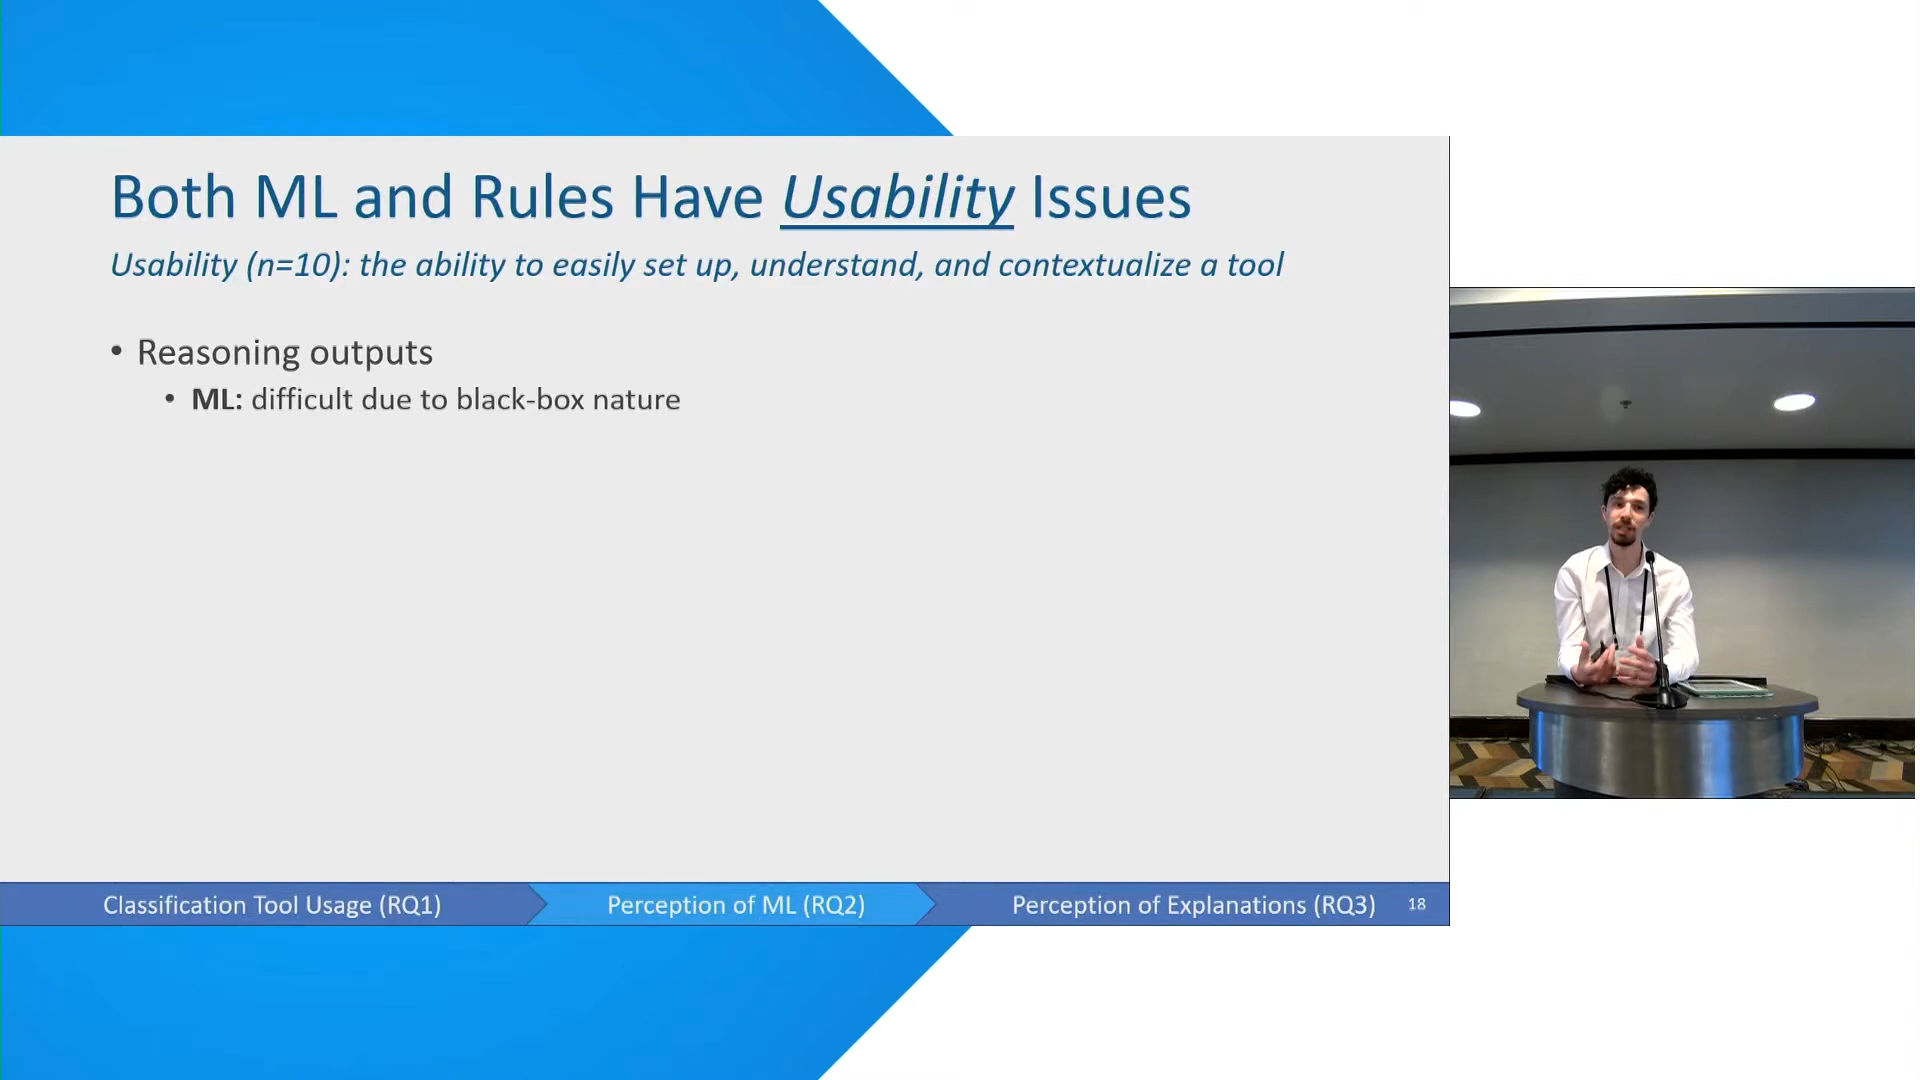 Both ML and Rules Have Usability Issues
Usability (n=10): the ability to easily set up, understand, and contextualize a tool
• Reasoning outputs
• ML: difficult due to black-box nature
Classification Tool Usage (RQ1)
Perception of ML (RQ2)
Perception of Explanations (RQ3)
18